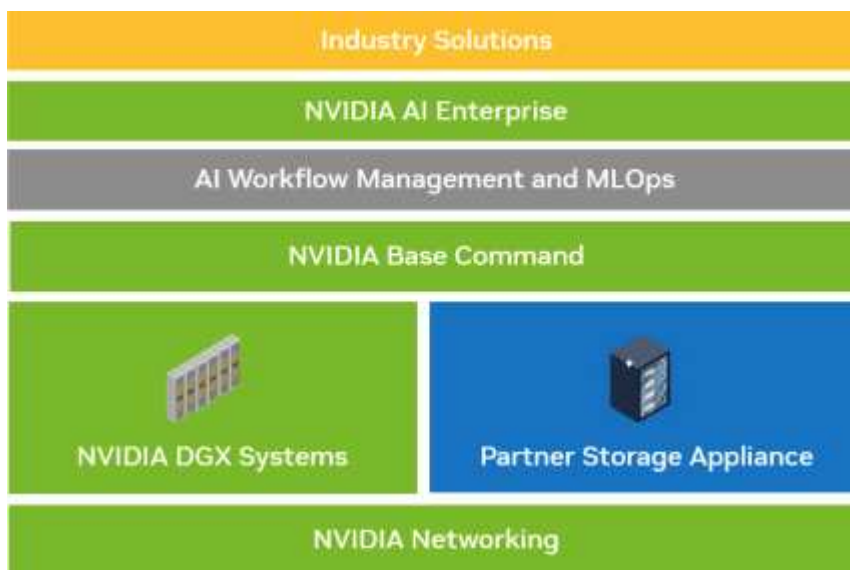 Industry Solutions
NVIDIA AI Enterprise
AI Workflow Management and MLOps
NVIDIA Base Command
NVIDIA DGX Systems
Partner Storage Appliance
NVIDIA Networking